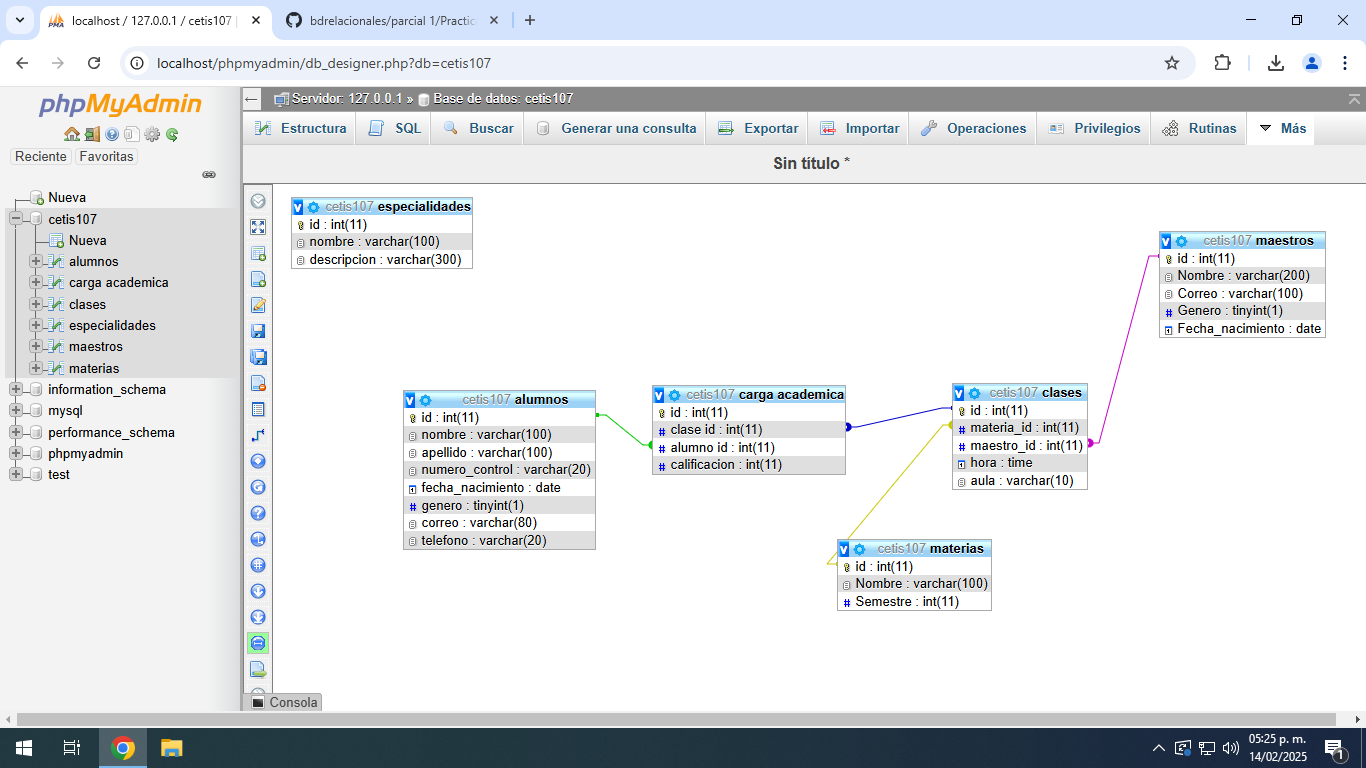 localhost / 127.0.0.1 / cetis107 |
bdrelacionales/parcial 1/Practic
localhost/phpmyadmin/db_designer.php?db=cetis107
phpMyAdmin
Reciente
Favoritas
Nueva
cetis107
Nueva
alumnos
carga academica
clases
especialidades
maestros
materias
information_schema
mysql
performance_schema
phpmyadmin
test
Servidor: 127.0.0.1 » Base de datos: cetis107
Estructura
SQL
Buscar
Generar una consulta
Exportar
Importar
Operaciones
Privilegios
Rutinas
Más
Sin título *
cetis107 especialidades
id : int(11)
nombre : varchar(100)
descripcion : varchar(300)
cetis107 maestros
id : int(11)
Nombre : varchar(200)
Correo : varchar(100)
Genero : tinyint(1)
Fecha_nacimiento : date
cetis107 alumnos
id : int(11)
nombre : varchar(100)
apellido : varchar(100)
numero_control : varchar(20)
fecha_nacimiento : date
genero : tinyint(1)
correo : varchar(80)
telefono : varchar(20)
cetis107 carga academica
id : int(11)
clase id : int(11)
alumno id : int(11)
calificacion : int(11)
cetis107 clases
id : int(11)
materia_id : int(11)
maestro_id : int(11)
hora : time
aula : varchar(10)
cetis107 materias
id : int(11)
Nombre : varchar(100)
Semestre : int(11)
Consola
05:25 p. m.
14/02/2025
1